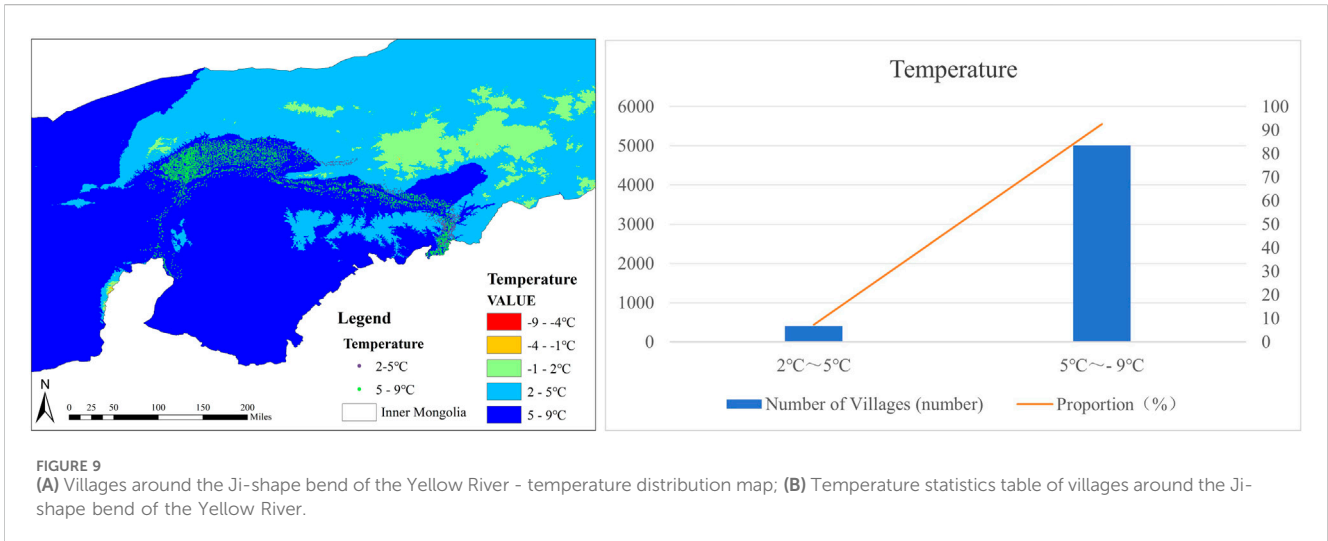 Legend
Temperature
2-5℃
5 - 9℃
Inner Mongolia
Temperature
VALUE
-9 - -4℃
-4 - -1℃
-1 - 2℃
2 - 5℃
5 - 9℃
N
0 25 50 100 150 200
Miles
Temperature
6000
5000
4000
3000
2000
1000
0
100
90
80
70
60
50
40
30
20
10
0
2℃～5℃
5℃～- 9℃
Number of Villages (number)
Proportion（%）
FIGURE 9
(A) Villages around the Ji-shape bend of the Yellow River - temperature distribution map; (B) Temperature statistics table of villages around the Ji-
shape bend of the Yellow River.